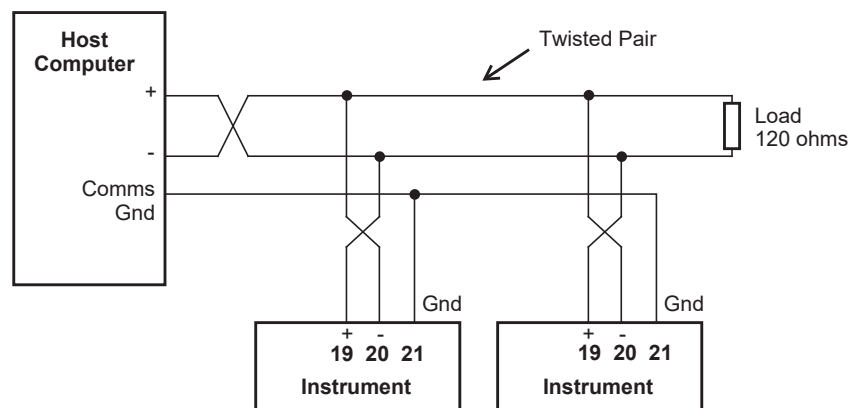 Host
Computer
Twisted Pair
+
-
Load
120 ohms
Comms
Gnd
Gnd
Gnd
+ -
19 20 21
Instrument
+ -
19 20 21
Instrument